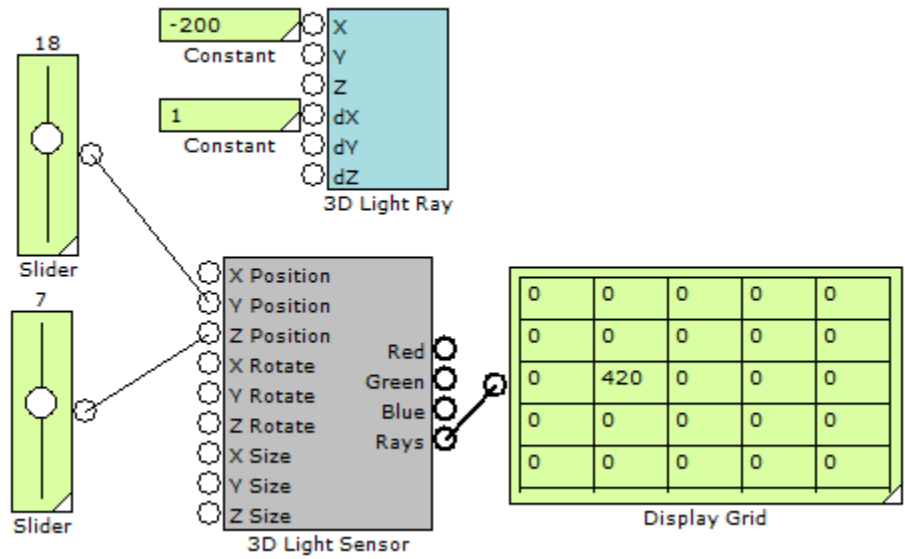 18
Slider
-200
Constant
1
Constant
X
Y
Z
dX
dY
dZ
3D Light Ray
7
Slider
X Position
Y Position
Z Position
X Rotate
Y Rotate
Z Rotate
X Size
Y Size
Z Size
Red
Green
Blue
Rays
3D Light Sensor
0 0 0 0 0
0 0 0 0 0
0 420 0 0 0
0 0 0 0 0
0 0 0 0 0
Display Grid